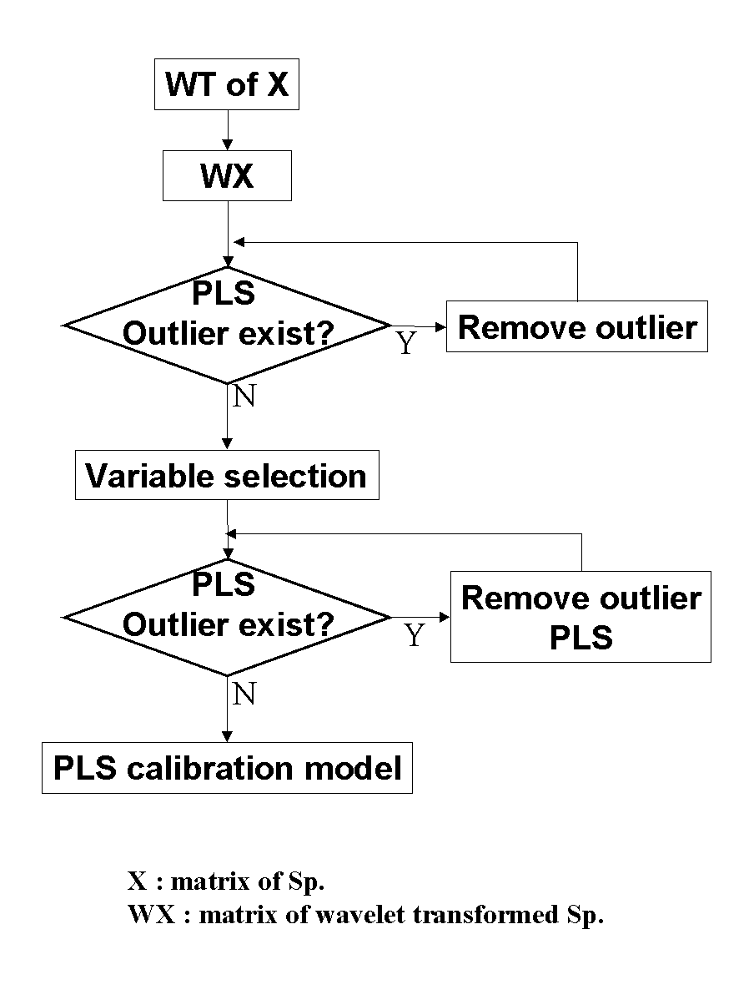 WT of X
WX
PLS
Outlier exist?
Y
Remove outlier
N
Variable selection
PLS
Outlier exist?
Y
Remove outlier
PLS
N
PLS calibration model
X : matrix of Sp.
WX : matrix of wavelet transformed Sp.